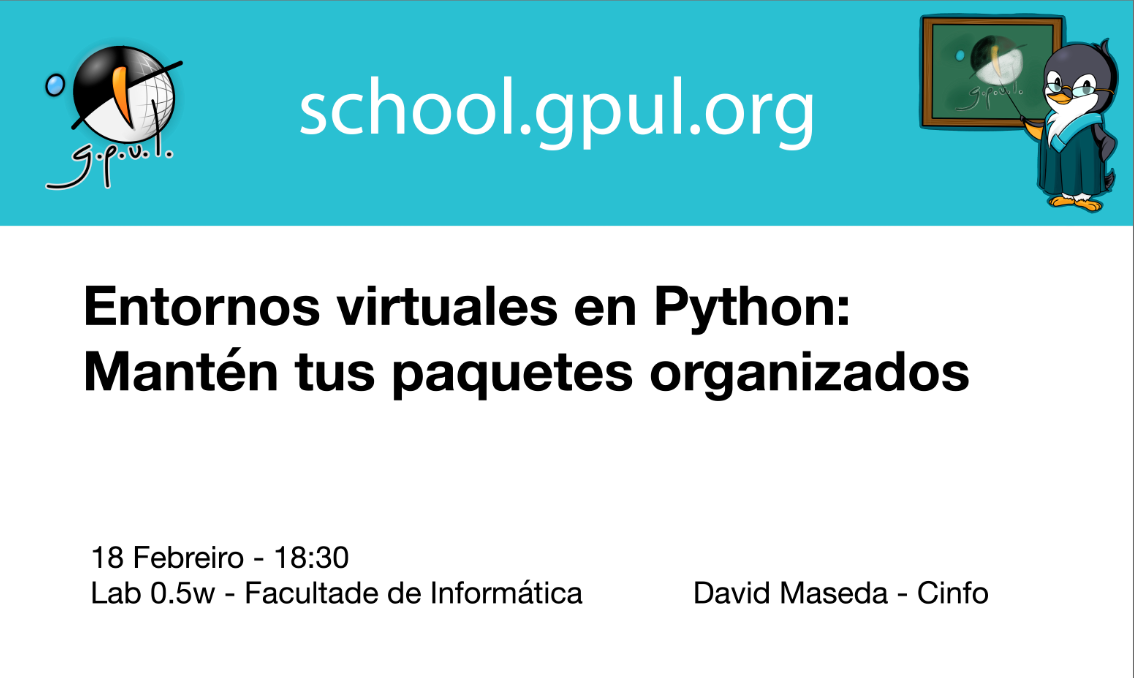 g.p.u.l.
school.gpul.org
g.p.u.l.
Entornos virtuales en Python:
Mantén tus paquetes organizados
18 Febreiro - 18:30
Lab 0.5w - Facultade de Informática
David Maseda - Cinfo